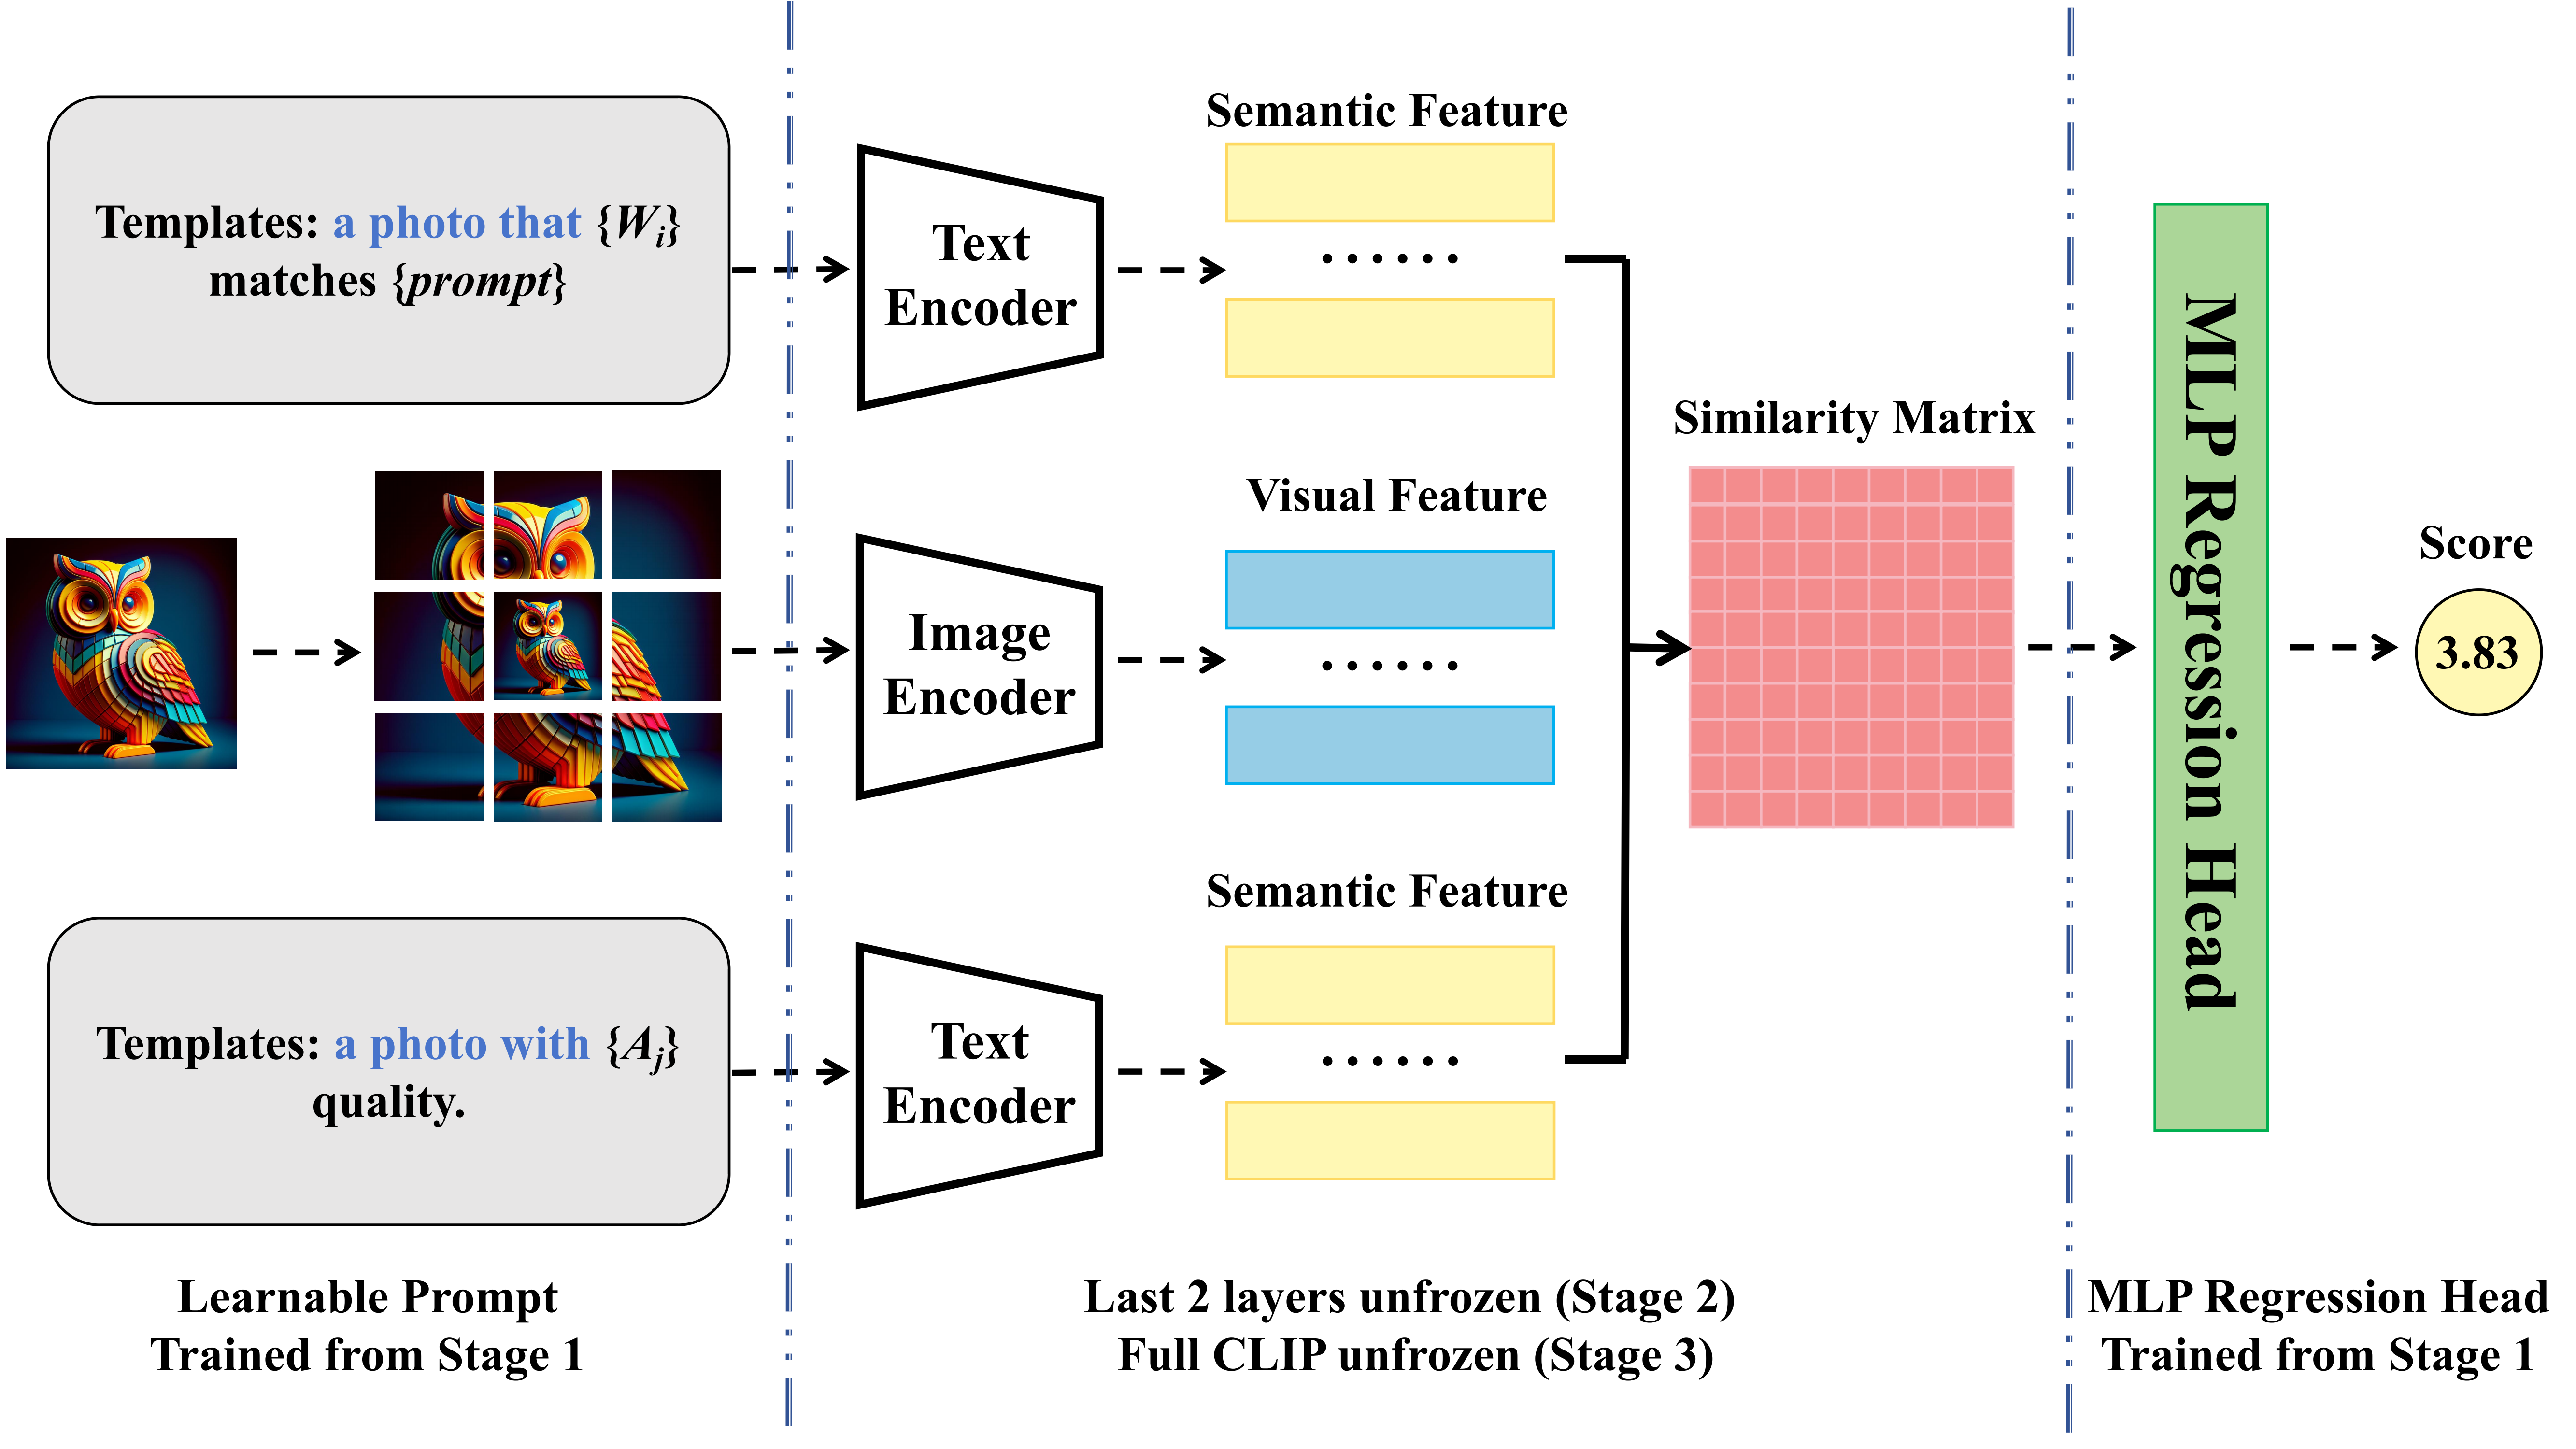 Templates: a photo that {W_i}
matches {prompt}
Text
Encoder
Semantic Feature
......
Image
Encoder
Visual Feature
......
Similarity Matrix
MLP Regression Head
Score
3.83
Templates: a photo with {A_j}
quality.
Text
Encoder
Semantic Feature
......
Learnable Prompt
Trained from Stage 1
Last 2 layers unfrozen (Stage 2)
Full CLIP unfrozen (Stage 3)
MLP Regression Head
Trained from Stage 1